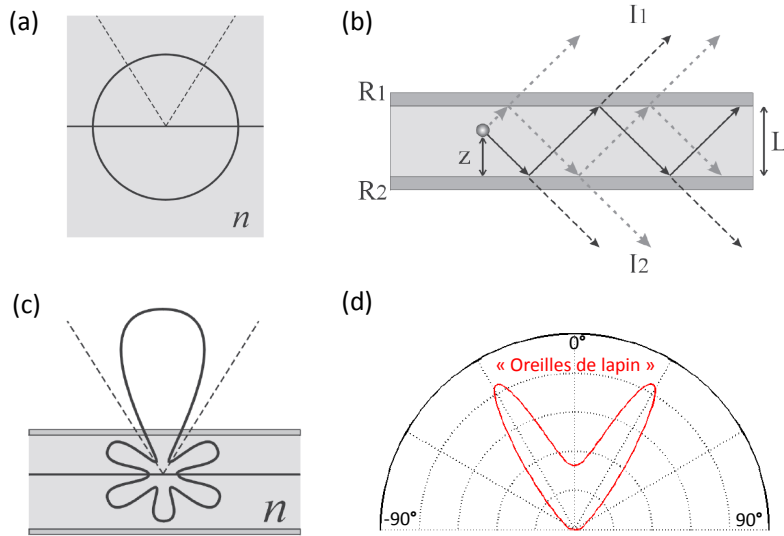 (a)
n
(b)
I1
R1
z
L
R2
I2
(c)
n
(d)
0°
« Oreilles de lapin »
-90°
90°